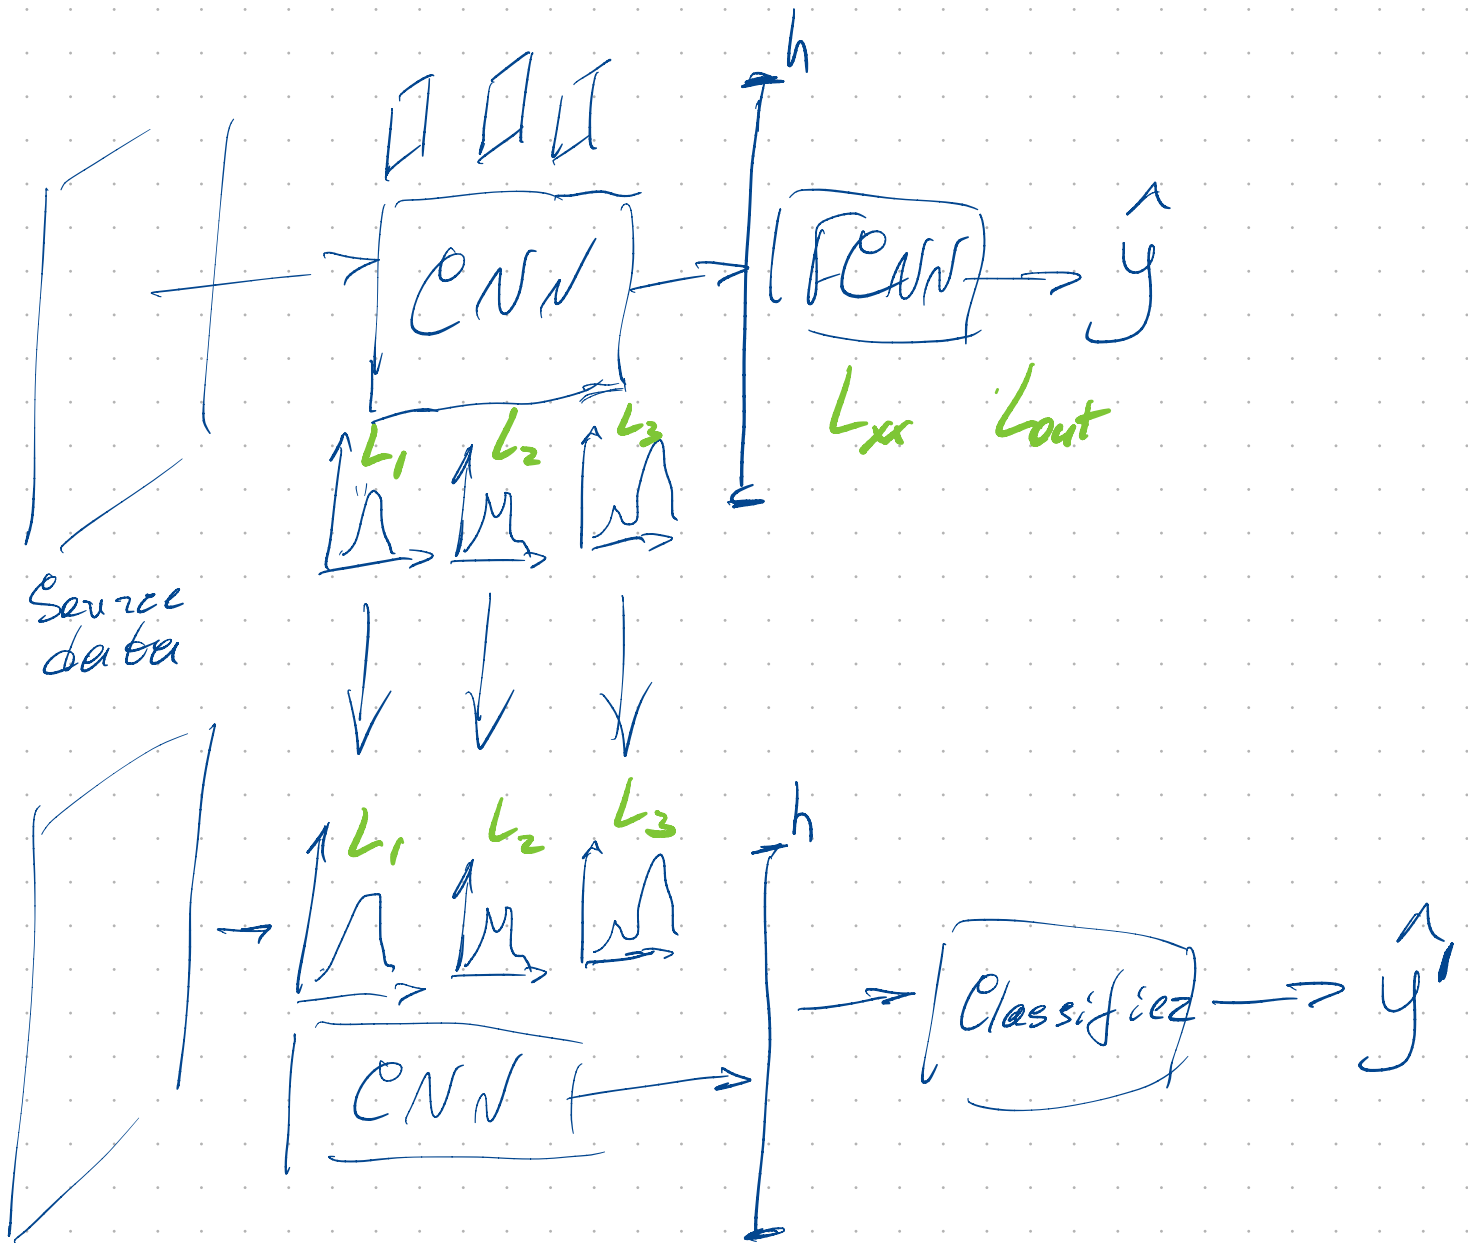 h
CNN
FCNN
ŷ
L₁
L₂
L₃
Lxx
Lout
Source
data
L₁
L₂
L₃
h
Classifier
ŷ'
CNN